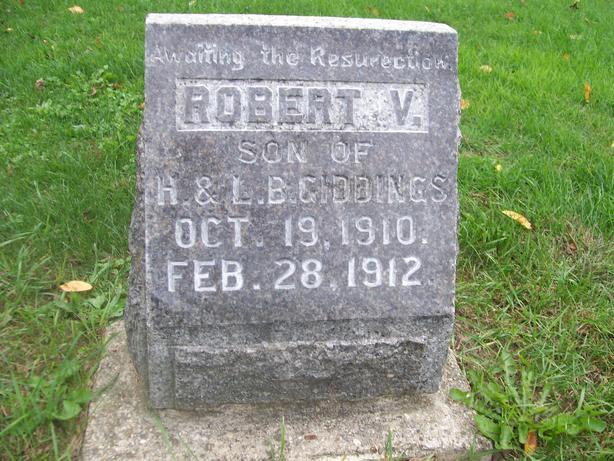 Awaiting the Resurection
ROBERT V.
SON OF
H. & L. B. GIDDINGS
OCT. 19, 1910.
FEB. 28, 1912.